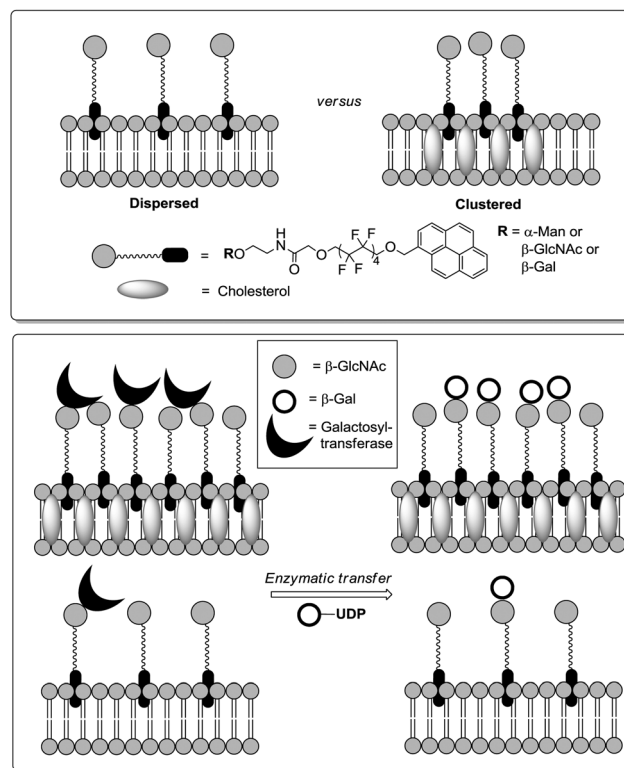 versus
Dispersed
Clustered
RO
H
N
O
O
F F
F F
4
O
R = α-Man or
β-GlcNAc or
β-Gal
=
= Cholesterol
= β-GlcNAc
= β-Gal
= Galactosyl-
transferase
Enzymatic transfer
UDP